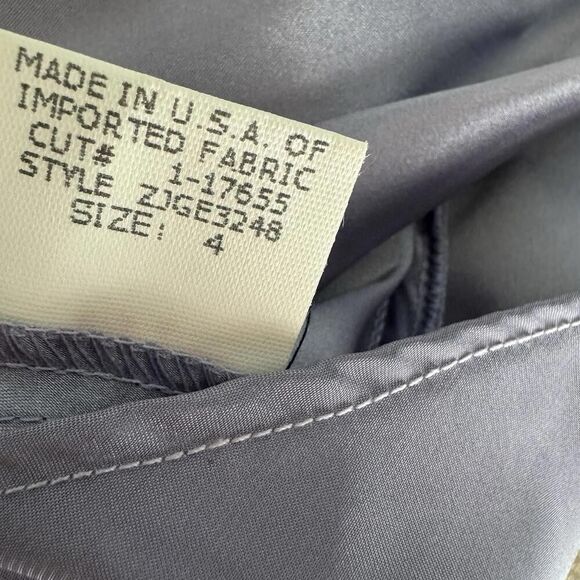 MADE IN U.S.A. OF
IMPORTED FABRIC
CUT# 1-17655
STYLE ZJGE3248
SIZE: 4